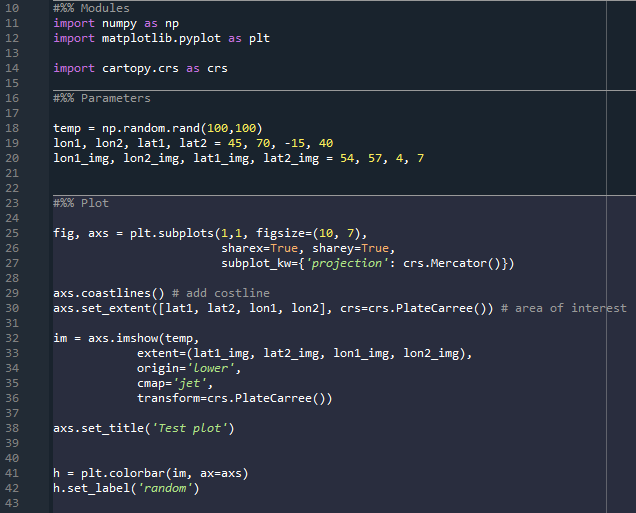 10 #%% Modules
11 import numpy as np
12 import matplotlib.pyplot as plt
13
14 import cartopy.crs as crs
15
16 #%% Parameters
17
18 temp = np.random.rand(100,100)
19 lon1, lon2, lat1, lat2 = 45, 70, -15, 40
20 lon1_img, lon2_img, lat1_img, lat2_img = 54, 57, 4, 7
21
22
23 #%% Plot
24
25 fig, axs = plt.subplots(1,1, figsize=(10, 7),
26                         sharex=True, sharey=True,
27                         subplot_kw={'projection': crs.Mercator()})
28
29 axs.coastlines() # add costline
30 axs.set_extent([lat1, lat2, lon1, lon2], crs=crs.PlateCarree()) # area of interest
31
32 im = axs.imshow(temp,
33             extent=(lat1_img, lat2_img, lon1_img, lon2_img),
34             origin='lower',
35             cmap='jet',
36             transform=crs.PlateCarree())
37
38 axs.set_title('Test plot')
39
40
41 h = plt.colorbar(im, ax=axs)
42 h.set_label('random')
43